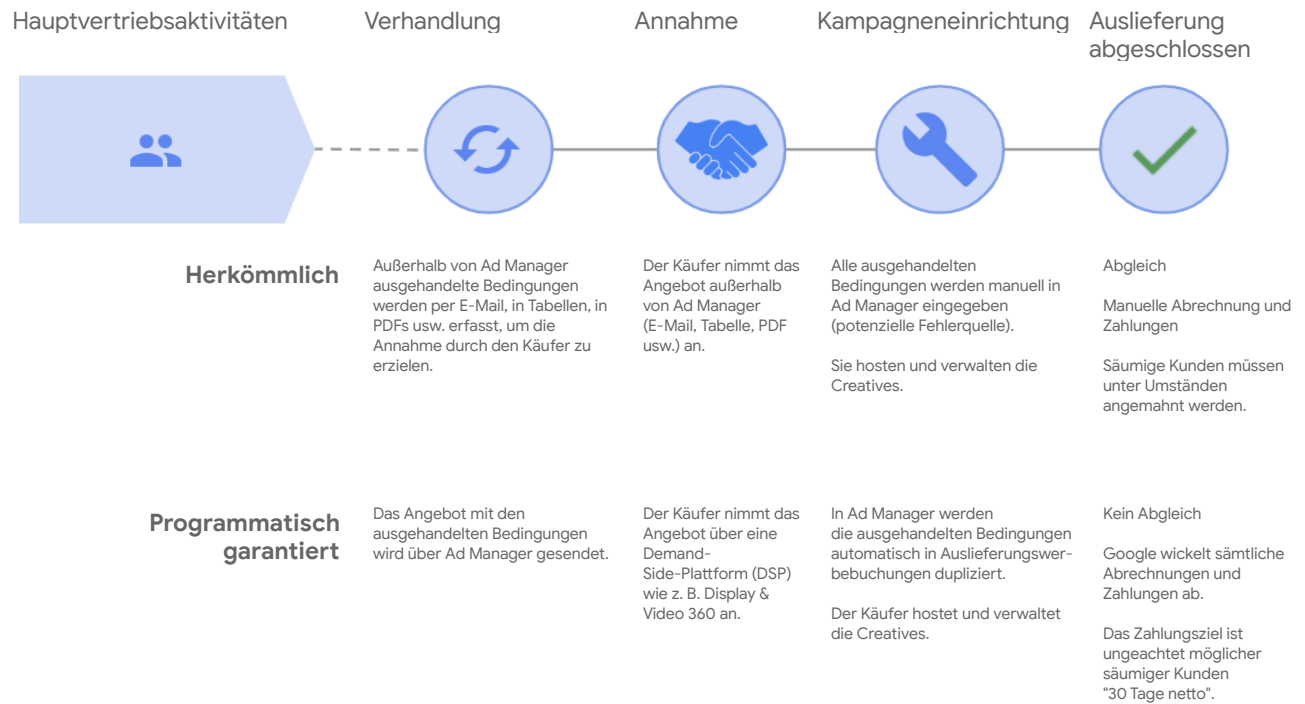 Hauptvertriebsaktivitäten
Verhandlung
Annahme
Kampagneneinrichtung
Auslieferung
abgeschlossen
Herkömmlich
Außerhalb von Ad Manager
ausgehandelte Bedingungen
werden per E-Mail, in Tabellen, in
PDFs usw. erfasst, um die
Annahme durch den Käufer zu
erzielen.
Der Käufer nimmt das
Angebot außerhalb
von Ad Manager
(E-Mail, Tabelle, PDF
usw.) an.
Alle ausgehandelten
Bedingungen werden manuell in
Ad Manager eingegeben
(potenzielle Fehlerquelle).
Sie hosten und verwalten die
Creatives.
Abgleich
Manuelle Abrechnung und
Zahlungen
Säumige Kunden müssen
unter Umständen
angemahnt werden.
Programmatisch
garantiert
Das Angebot mit den
ausgehandelten Bedingungen
wird über Ad Manager gesendet.
Der Käufer nimmt das
Angebot über eine
Demand-
Side-Plattform (DSP)
wie z. B. Display &
Video 360 an.
In Ad Manager werden
die ausgehandelten Bedingungen
automatisch in Auslieferungswer-
bebuchungen dupliziert.
Der Käufer hostet und verwaltet
die Creatives.
Kein Abgleich
Google wickelt sämtliche
Abrechnungen und
Zahlungen ab.
Das Zahlungsziel ist
ungeachtet möglicher
säumiger Kunden
"30 Tage netto".